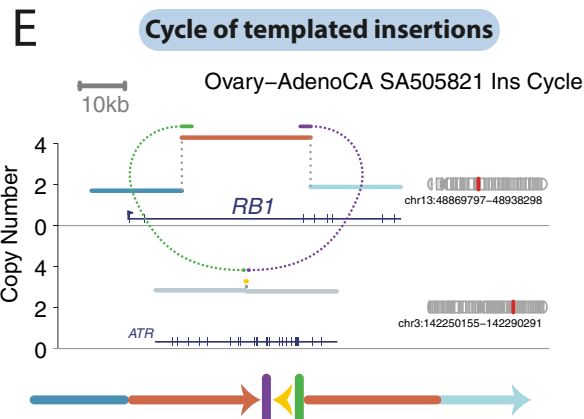 E
Cycle of templated insertions
Ovary−AdenoCA SA505821 Ins Cycle
10kb
Copy Number
4
2
0
RB1
chr13:48869797−48938298
4
2
0
ATR
chr3:142250155−142290291